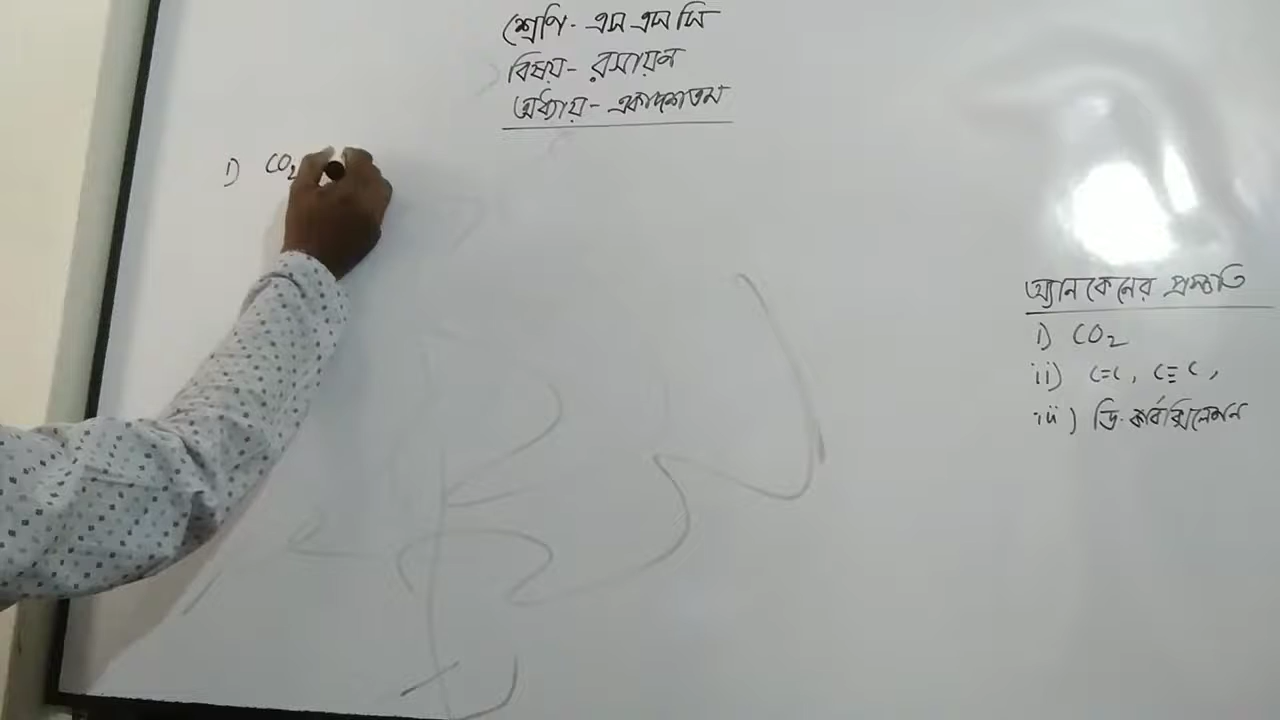 শ্রেণি - এস এস সি
বিষয় - রসায়ন
অধ্যায় - একাদশতম
i) CO₂
অ্যালকেনের প্রস্তুতি
i) CO₂
ii) C=C, C≡C,
iii) ডি-কার্বক্সিলেশন